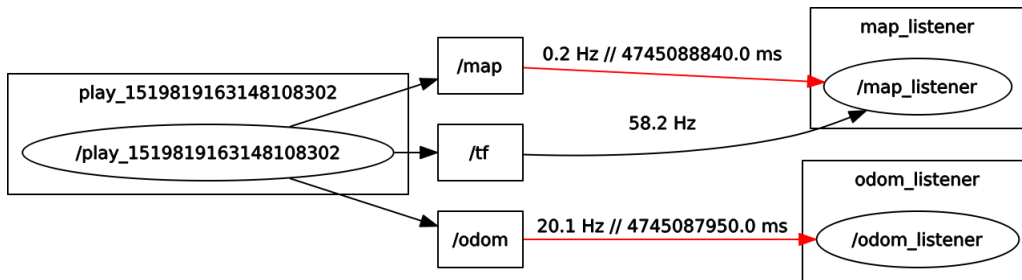 play_1519819163148108302
/play_1519819163148108302
/map
/tf
/odom
0.2 Hz // 4745088840.0 ms
58.2 Hz
20.1 Hz // 4745087950.0 ms
map_listener
/map_listener
odom_listener
/odom_listener